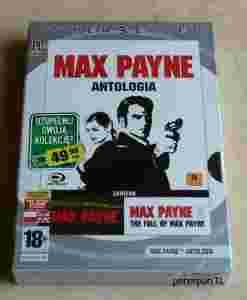 MAX PAYNE
ANTOLOGIA
UZUPEŁNIJ
SWOJĄ
KOLEKCJĘ!
49
ZAWIERA
MAX PAYNE
MAX PAYNE
THE FALL OF MAX PAYNE
18+
MAX PAYNE ANTOLOGIA